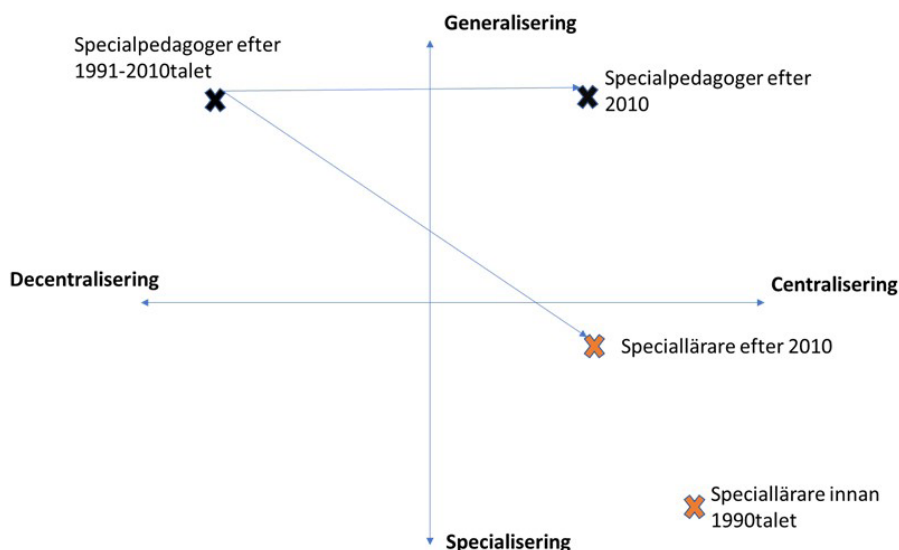 Generalisering
Specialpedagoger efter
1991-2010talet
Specialpedagoger efter
2010
Decentralisering
Centralisering
Speciallärare efter 2010
Speciallärare innan
1990talet
Specialisering